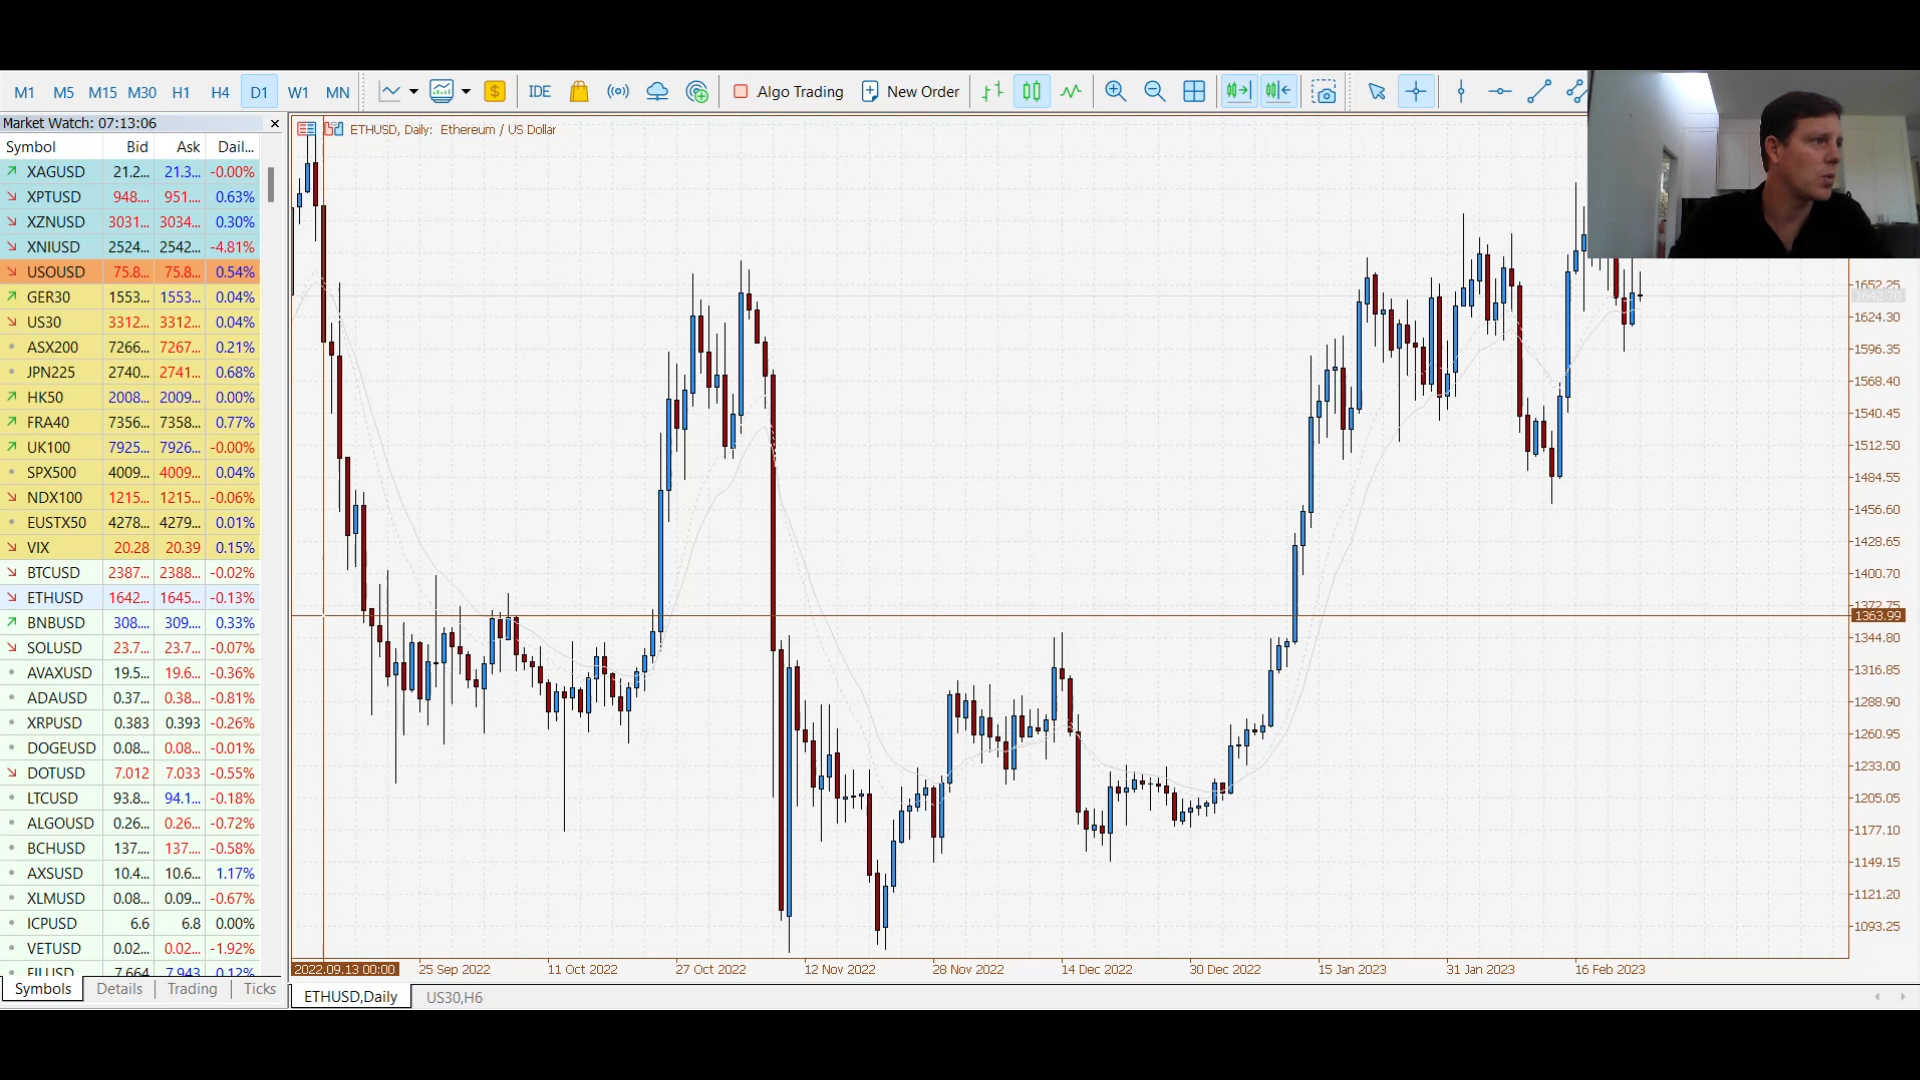 M1 M5 M15 M30 H1 H4 D1 W1 MN $ IDE Algo Trading New Order
Market Watch: 07:13:06
ETHUSD, Daily: Ethereum / US Dollar
Symbol Bid Ask Dail...
XAGUSD 21.2... 21.3... -0.00%
XPTUSD 948.... 951.... 0.63%
XZNUSD 3031... 3034... 0.30%
XNIUSD 2524... 2542... -4.81%
USOUSD 75.8... 75.8... 0.54%
GER30 1553... 1553... 0.04%
US30 3312... 3312... 0.04%
ASX200 7266... 7267... 0.21%
JPN225 2740... 2741... 0.68%
HK50 2008... 2009... 0.00%
FRA40 7356... 7358... 0.77%
UK100 7925... 7926... -0.00%
SPX500 4009... 4009... 0.04%
NDX100 1215... 1215... -0.06%
EUSTX50 4278... 4279... 0.01%
VIX 20.28 20.39 0.15%
BTCUSD 2387... 2388... -0.02%
ETHUSD 1642... 1645... -0.13%
BNBUSD 308.... 309.... 0.33%
SOLUSD 23.7... 23.7... -0.07%
AVAXUSD 19.5... 19.6... -0.36%
ADAUSD 0.37... 0.38... -0.81%
XRPUSD 0.383 0.393 -0.26%
DOGEUSD 0.08... 0.08... -0.01%
DOTUSD 7.012 7.033 -0.55%
LTCUSD 93.8... 94.1... -0.18%
ALGOUSD 0.26... 0.26... -0.72%
BCHUSD 137.... 137.... -0.58%
AXSUSD 10.4... 10.6... 1.17%
XLMUSD 0.08... 0.09... -0.67%
ICPUSD 6.6 6.8 0.00%
VETUSD 0.02... 0.02... -1.92%
FILUSD 7.664 7.943 0.12%
Symbols Details Trading Ticks
1652.25
1642.70
1624.30
1596.35
1568.40
1540.45
1512.50
1484.55
1456.60
1428.65
1400.70
1372.75
1363.99
1344.80
1316.85
1288.90
1260.95
1233.00
1205.05
1177.10
1149.15
1121.20
1093.25
2022.09.13 00:00 25 Sep 2022 11 Oct 2022 27 Oct 2022 12 Nov 2022 28 Nov 2022 14 Dec 2022 30 Dec 2022 15 Jan 2023 31 Jan 2023 16 Feb 2023
ETHUSD,Daily US30,H6